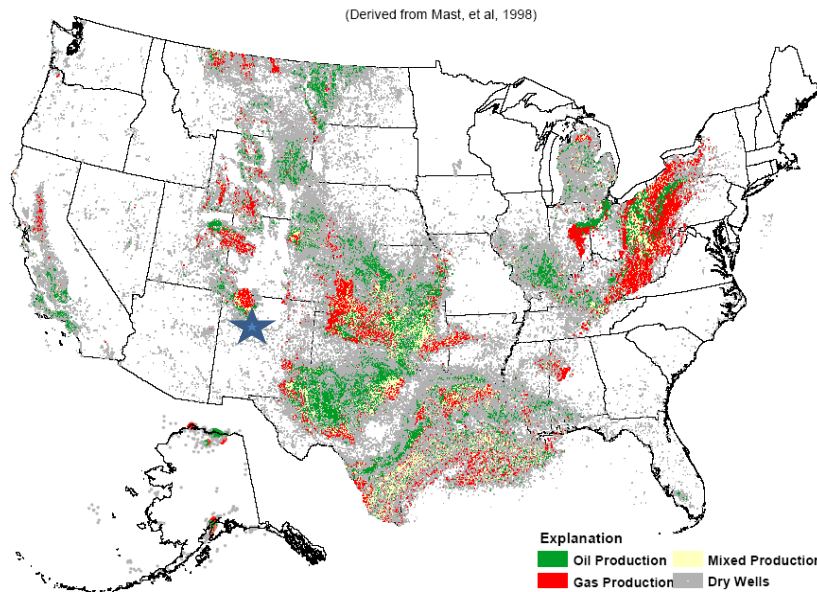 (Derived from Mast, et al, 1998)
Explanation
Oil Production Mixed Production
Gas Production Dry Wells